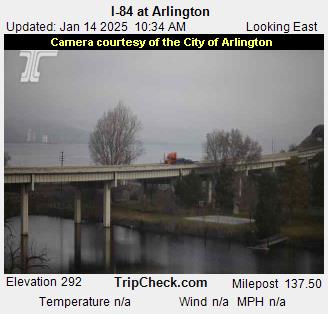 I-84 at Arlington
Updated: Jan 14 2025 10:34 AM Looking East
Camera courtesy of the City of Arlington
Elevation 292 TripCheck.com Milepost 137.50
Temperature n/a Wind n/a MPH n/a